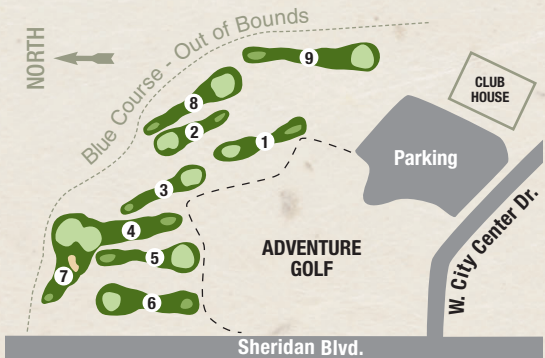 NORTH
Blue Course - Out of Bounds
9
8
2
1
3
4
5
7
6
CLUB
HOUSE
Parking
W. City Center Dr.
ADVENTURE
GOLF
Sheridan Blvd.